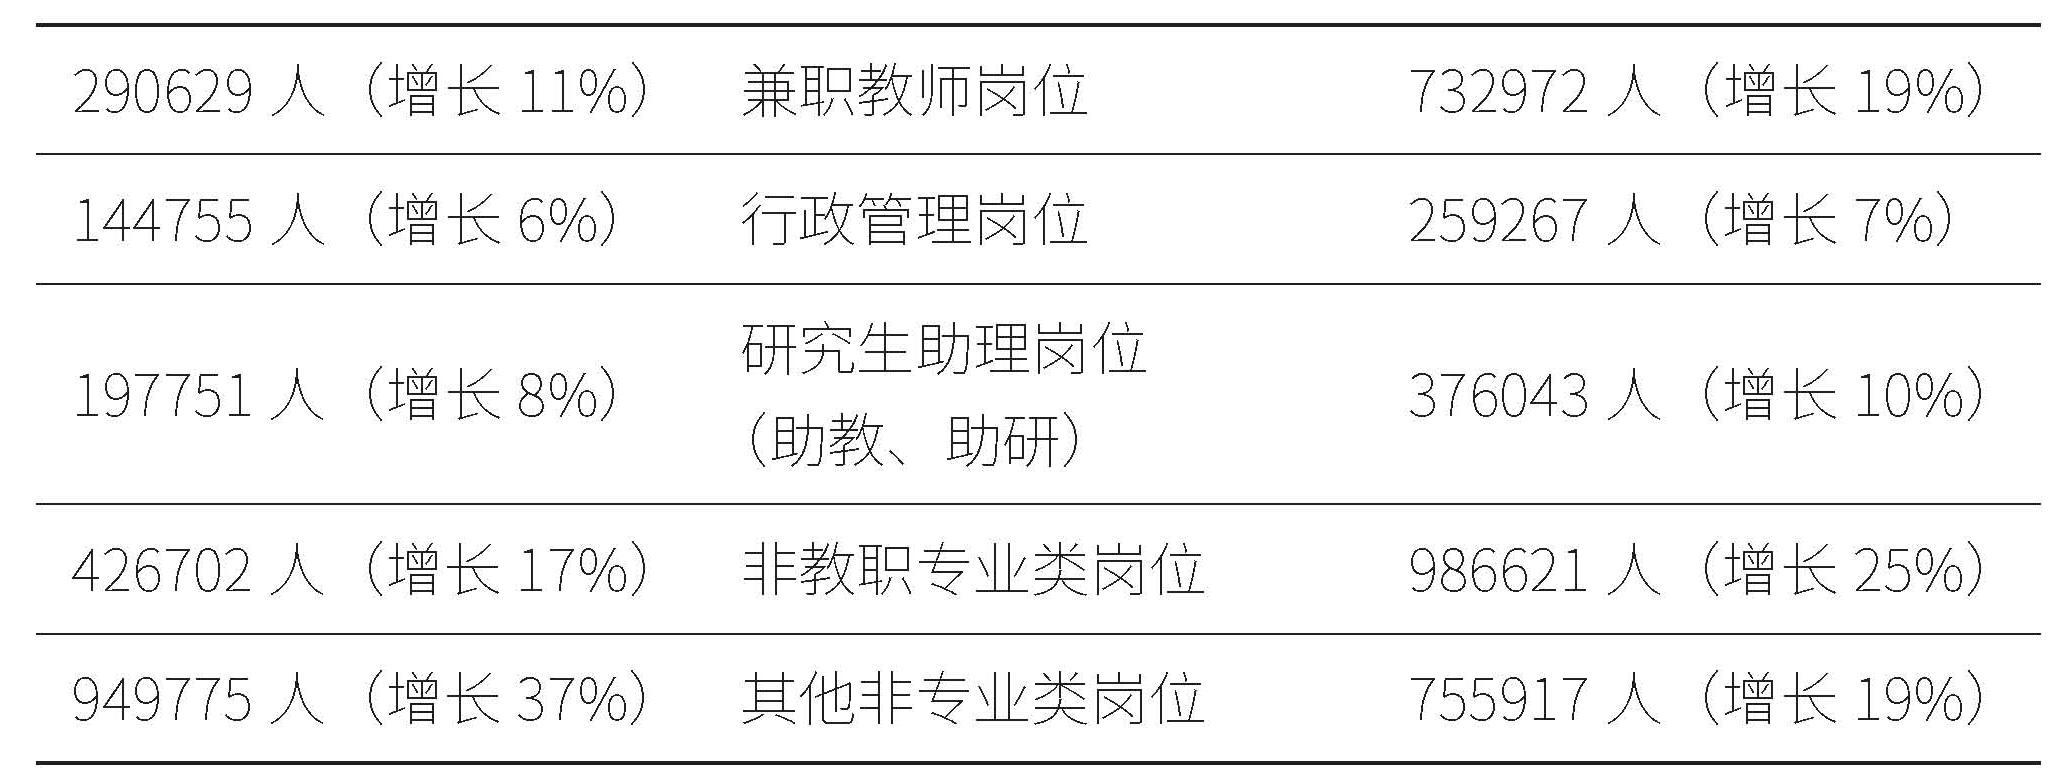 290629 人（增长 11%） 兼职教师岗位 732972 人（增长 19%）
144755 人（增长 6%） 行政管理岗位 259267 人（增长 7%）
197751 人（增长 8%） 研究生助理岗位 376043 人（增长 10%）
（助教、助研）
426702 人（增长 17%） 非教职专业类岗位 986621 人（增长 25%）
949775 人（增长 37%） 其他非专业类岗位 755917 人（增长 19%）